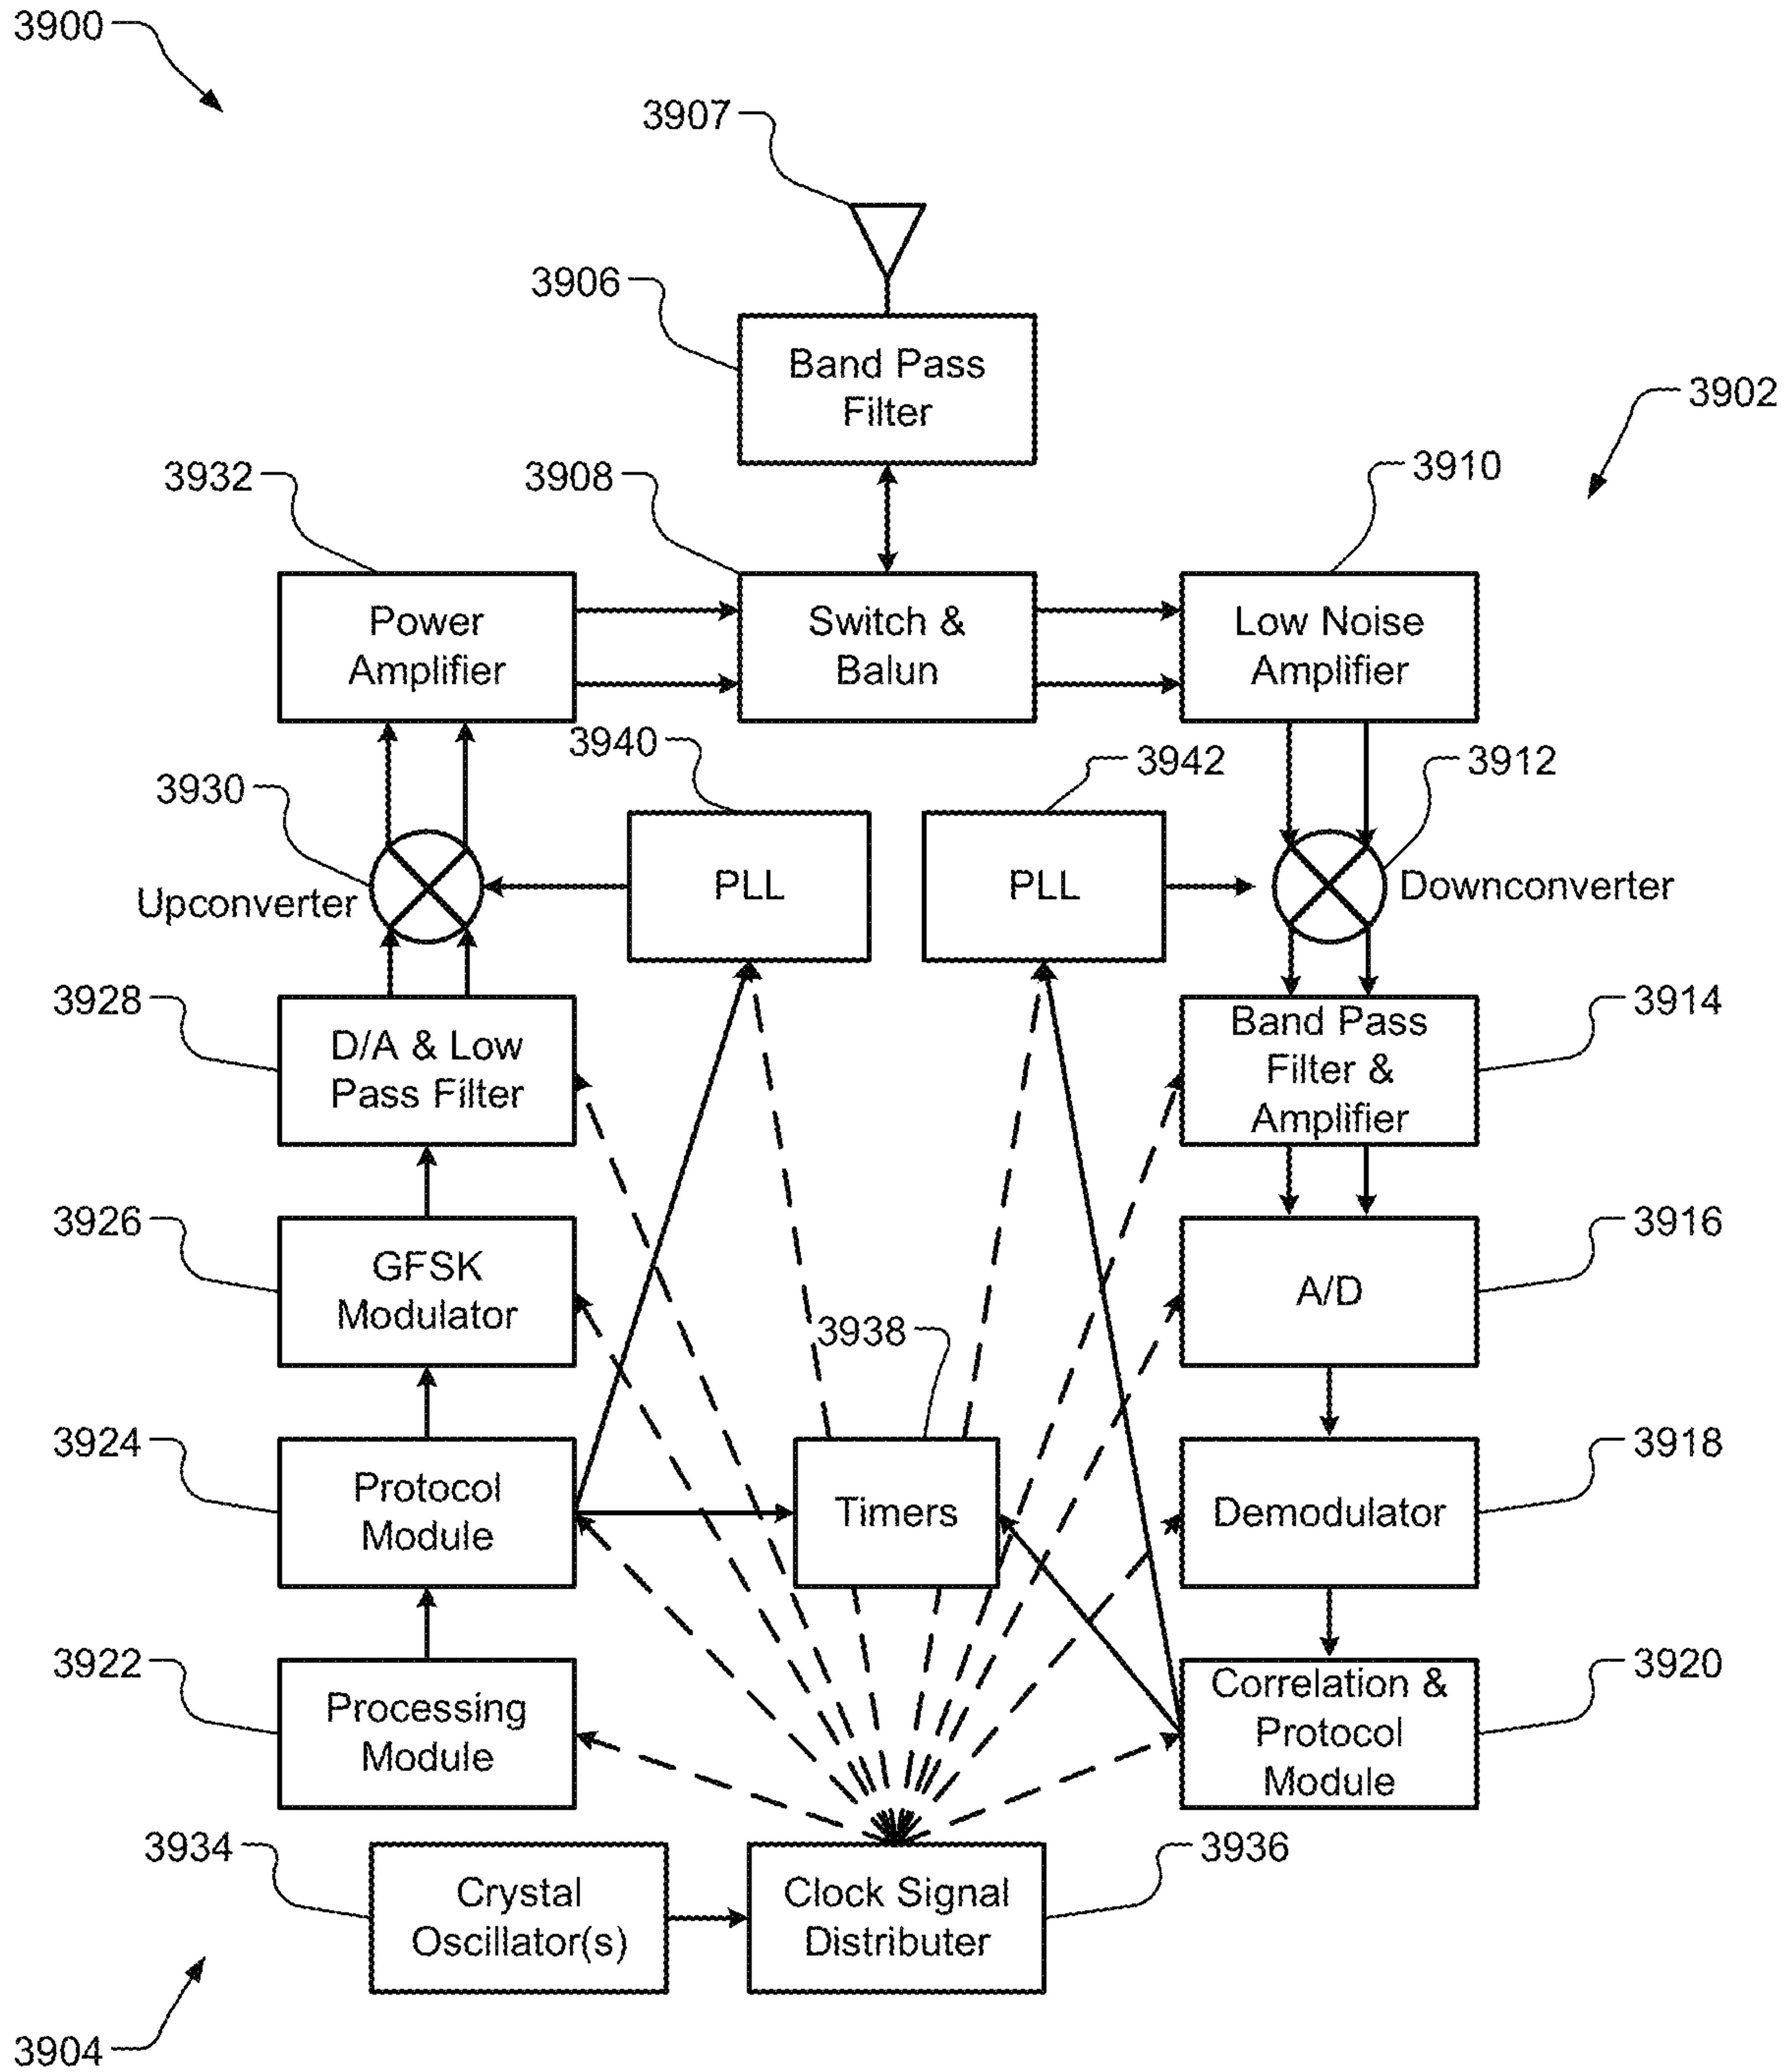 3900
3907
3906
Band Pass
Filter
3902
3932
3908
3910
Power
Amplifier
Switch &
Balun
Low Noise
Amplifier
3940
3942
3912
3930
Upconverter
PLL
PLL
Downconverter
3928
D/A & Low
Pass Filter
Band Pass
Filter &
Amplifier
3914
3926
GFSK
Modulator
A/D
3916
3938
3924
Protocol
Module
Timers
Demodulator
3918
3922
Processing
Module
Correlation &
Protocol
Module
3920
3934
Crystal
Oscillator(s)
Clock Signal
Distributer
3936
3904